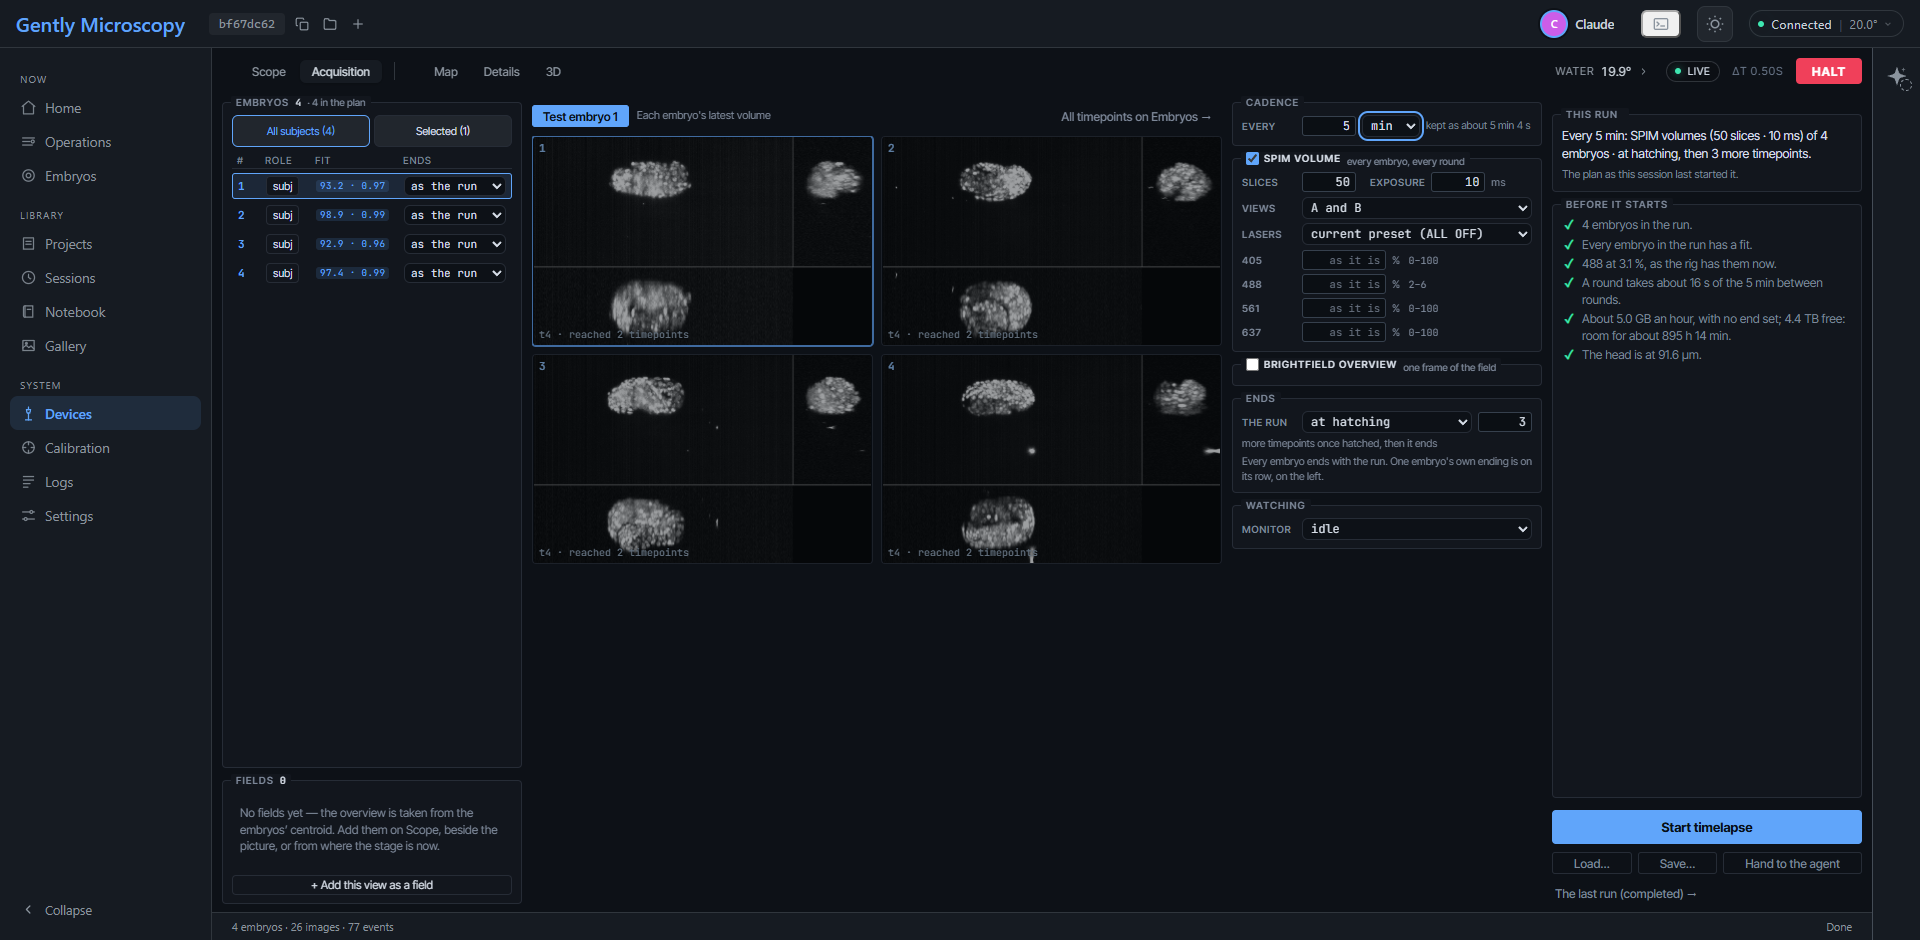 Gently Microscopy
bf67dc62
C
Claude
Connected | 20.0°
NOW
Home
Operations
Embryos
LIBRARY
Projects
Sessions
Notebook
Gallery
SYSTEM
Devices
Calibration
Logs
Settings
Collapse
Scope
Acquisition
Map
Details
3D
WATER 19.9° ›
LIVE
ΔT 0.50S
HALT
EMBRYOS 4 · 4 in the plan
All subjects (4)
Selected (1)
# ROLE FIT ENDS
1 subj 93.2 · 0.97 as the run
2 subj 98.9 · 0.99 as the run
3 subj 92.9 · 0.96 as the run
4 subj 97.4 · 0.99 as the run
FIELDS 0
No fields yet — the overview is taken from the
embryos' centroid. Add them on Scope, beside the
picture, or from where the stage is now.
+ Add this view as a field
Test embryo 1
Each embryo's latest volume
All timepoints on Embryos →
1
t4 · reached 2 timepoints
2
t4 · reached 2 timepoints
3
t4 · reached 2 timepoints
4
t4 · reached 2 timepoints
CADENCE
EVERY 5 min kept as about 5 min 4 s
SPIM VOLUME every embryo, every round
SLICES 50 EXPOSURE 10 ms
VIEWS A and B
LASERS current preset (ALL OFF)
405 as it is % 0-100
488 as it is % 2-6
561 as it is % 0-100
637 as it is % 0-100
BRIGHTFIELD OVERVIEW one frame of the field
ENDS
THE RUN at hatching 3
more timepoints once hatched, then it ends
Every embryo ends with the run. One embryo's own ending is on
its row, on the left.
WATCHING
MONITOR idle
THIS RUN
Every 5 min: SPIM volumes (50 slices · 10 ms) of 4
embryos · at hatching, then 3 more timepoints.
The plan as this session last started it.
BEFORE IT STARTS
✓ 4 embryos in the run.
✓ Every embryo in the run has a fit.
✓ 488 at 3.1 %, as the rig has them now.
✓ A round takes about 16 s of the 5 min between
rounds.
✓ About 5.0 GB an hour, with no end set; 4.4 TB free:
room for about 895 h 14 min.
✓ The head is at 91.6 µm.
Start timelapse
Load...
Save...
Hand to the agent
The last run (completed) →
4 embryos · 26 images · 77 events
Done